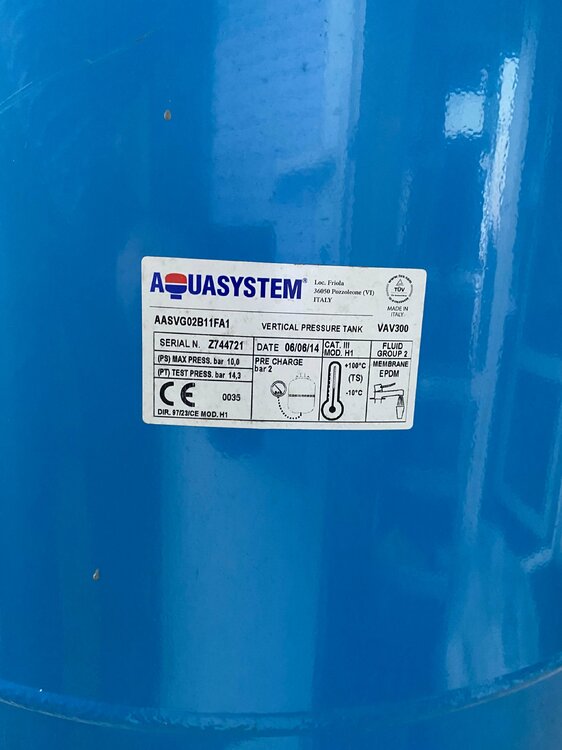 AQUASYSTEM®
Loc. Friola
36050 Pozzoleone (VI)
ITALY
TÜV
MADE IN
ITALY
AASVG02B11FA1 VERTICAL PRESSURE TANK VAV300
SERIAL N. Z744721 DATE 06/06/14 CAT. III MOD. H1 FLUID GROUP 2
(PS) MAX PRESS. bar 10,0
(PT) TEST PRESS. bar 14,3
PRE CHARGE
bar 2
+100°C
(TS)
-10°C
MEMBRANE
EPDM
CE 0035
DIR. 97/23/CE MOD. H1